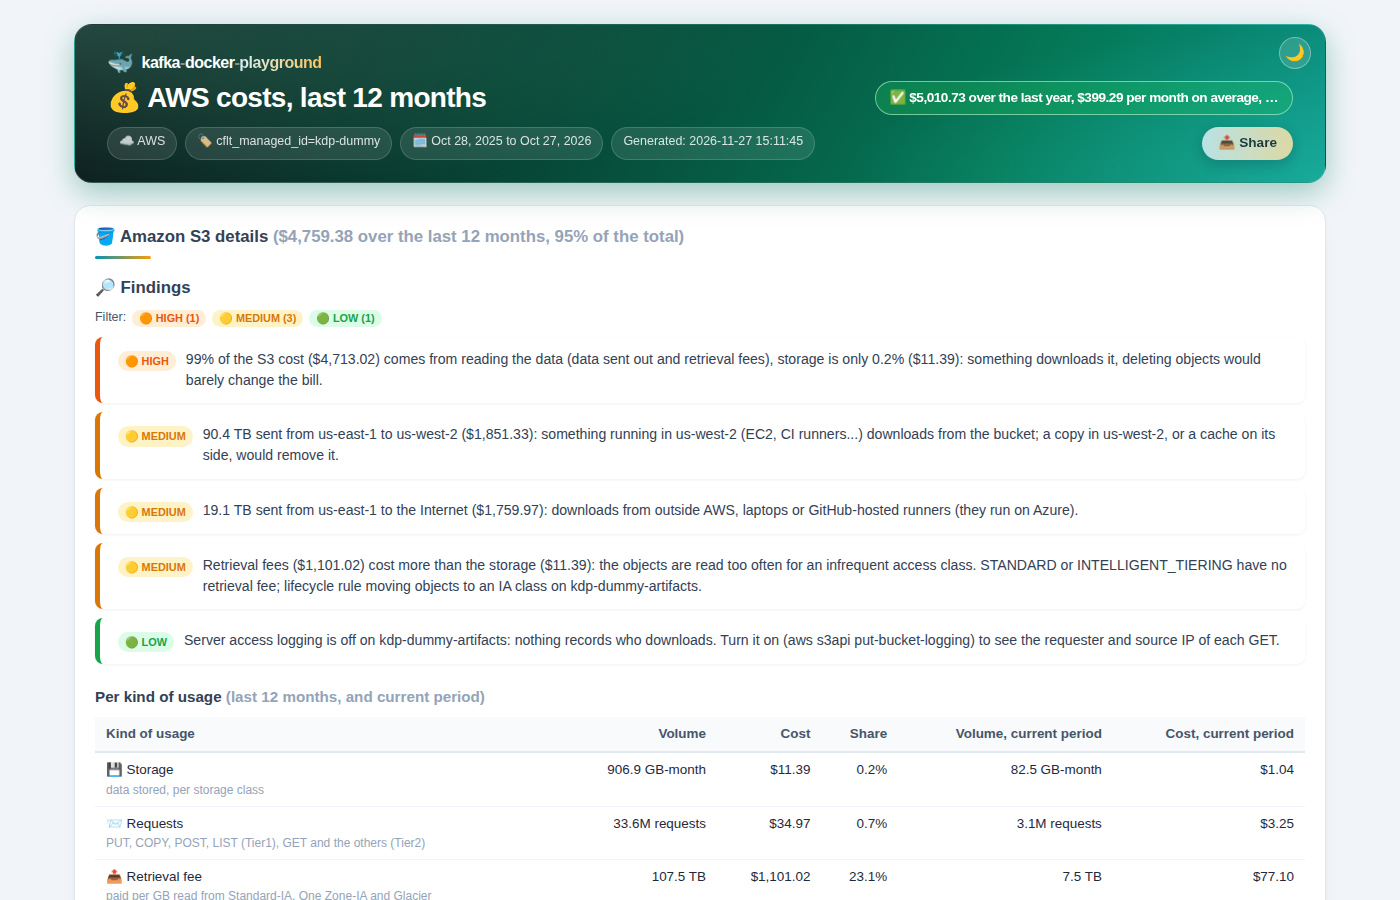 kafka-docker-playground
AWS costs, last 12 months
$5,010.73 over the last year, $399.29 per month on average, …
AWS
cflt_managed_id=kdp-dummy
Oct 28, 2025 to Oct 27, 2026
Generated: 2026-11-27 15:11:45
Share
Amazon S3 details ($4,759.38 over the last 12 months, 95% of the total)
Findings
Filter: HIGH (1) MEDIUM (3) LOW (1)
HIGH 99% of the S3 cost ($4,713.02) comes from reading the data (data sent out and retrieval fees), storage is only 0.2% ($11.39): something downloads it, deleting objects would
barely change the bill.
MEDIUM 90.4 TB sent from us-east-1 to us-west-2 ($1,851.33): something running in us-west-2 (EC2, CI runners...) downloads from the bucket; a copy in us-west-2, or a cache on its
side, would remove it.
MEDIUM 19.1 TB sent from us-east-1 to the Internet ($1,759.97): downloads from outside AWS, laptops or GitHub-hosted runners (they run on Azure).
MEDIUM Retrieval fees ($1,101.02) cost more than the storage ($11.39): the objects are read too often for an infrequent access class. STANDARD or INTELLIGENT_TIERING have no
retrieval fee; lifecycle rule moving objects to an IA class on kdp-dummy-artifacts.
LOW Server access logging is off on kdp-dummy-artifacts: nothing records who downloads. Turn it on (aws s3api put-bucket-logging) to see the requester and source IP of each GET.
Per kind of usage (last 12 months, and current period)
Kind of usage Volume Cost Share Volume, current period Cost, current period
Storage 906.9 GB-month $11.39 0.2% 82.5 GB-month $1.04
data stored, per storage class
Requests 33.6M requests $34.97 0.7% 3.1M requests $3.25
PUT, COPY, POST, LIST (Tier1), GET and the others (Tier2)
Retrieval fee 107.5 TB $1,101.02 23.1% 7.5 TB $77.10
paid per GB read from Standard-IA, One Zone-IA and Glacier